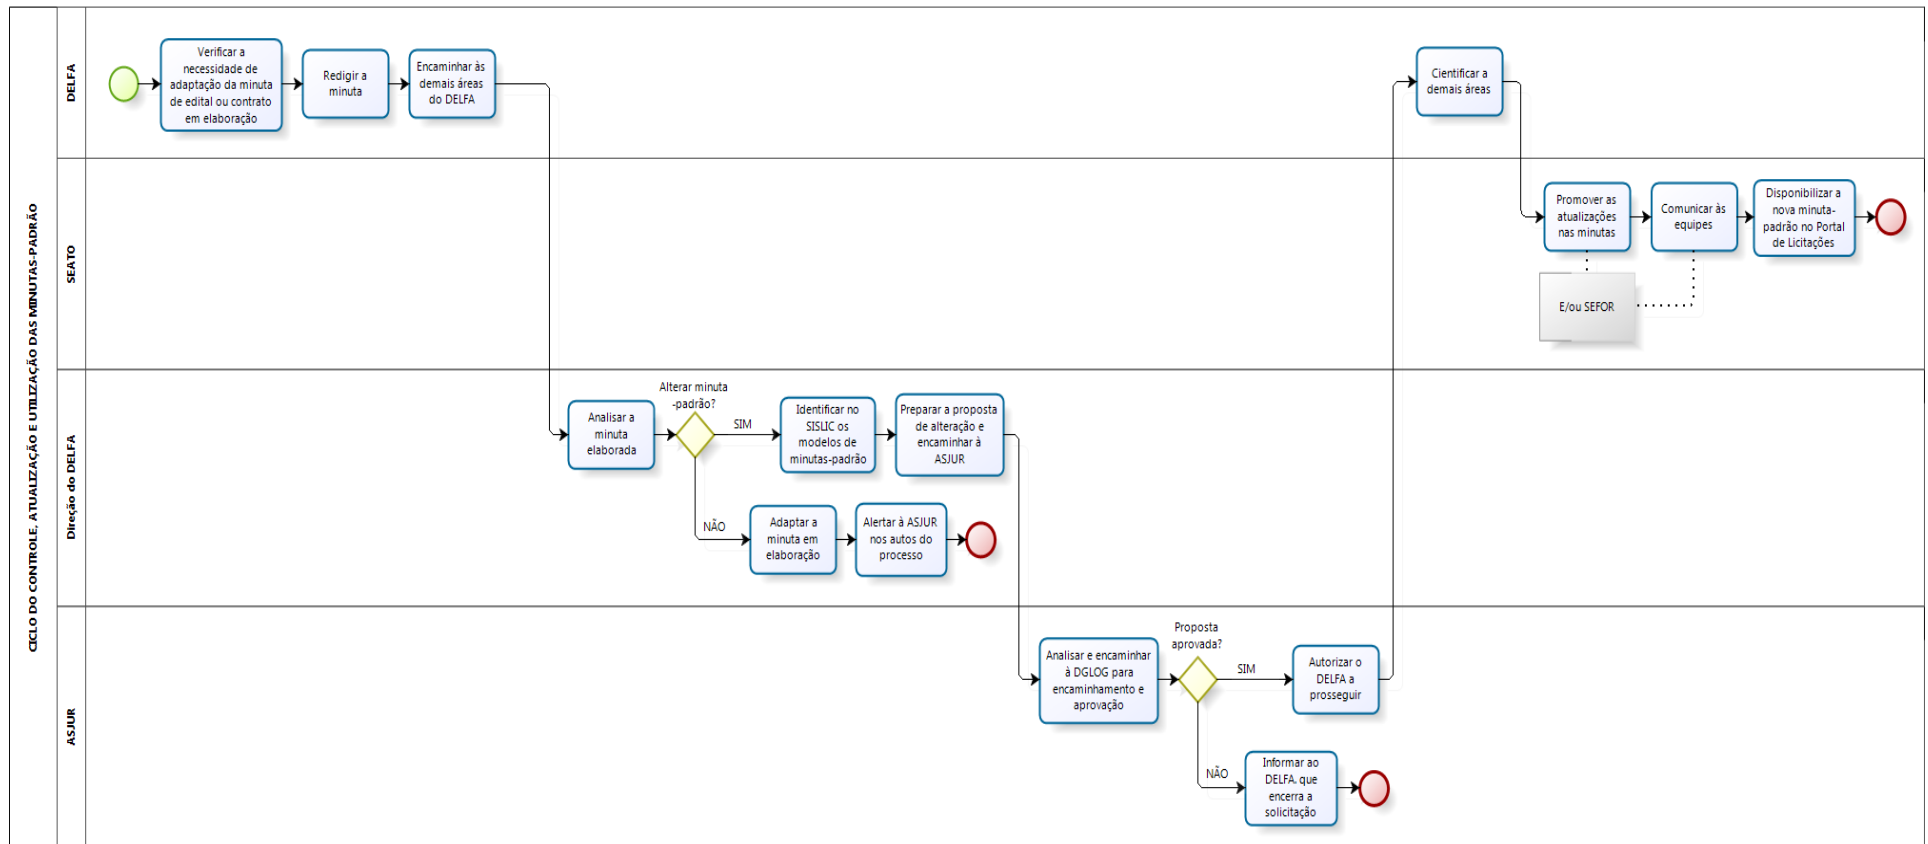 CICLO DO CONTROLE, ATUALIZAÇÃO E UTILIZAÇÃO DAS MINUTAS-PADRÃO
DELFA
Verificar a
necessidade de
adaptação da minuta
de edital ou contrato
em elaboração
Redigir a
minuta
Encaminhar às
demais áreas
do DELFA
Cientificar a
demais áreas
SEATO
Promover as
atualizações
nas minutas
Comunicar às
equipes
Disponibilizar a
nova minuta-
padrão no Portal
de Licitações
E/ou SEFOR
Direção do DELFA
Analisar a
minuta
elaborada
Alterar minuta
-padrão?
SIM
Identificar no
SISLIC os
modelos de
minutas-padrão
Preparar a proposta
de alteração e
encaminhar à
ASJUR
NÃO
Adaptar a
minuta em
elaboração
Alertar à ASJUR
nos autos do
processo
ASJUR
Analisar e encaminhar
à DGLOG para
encaminhamento e
aprovação
Proposta
aprovada?
SIM
Autorizar o
DELFA a
prosseguir
NÃO
Informar ao
DELFA. que
encerra a
solicitação